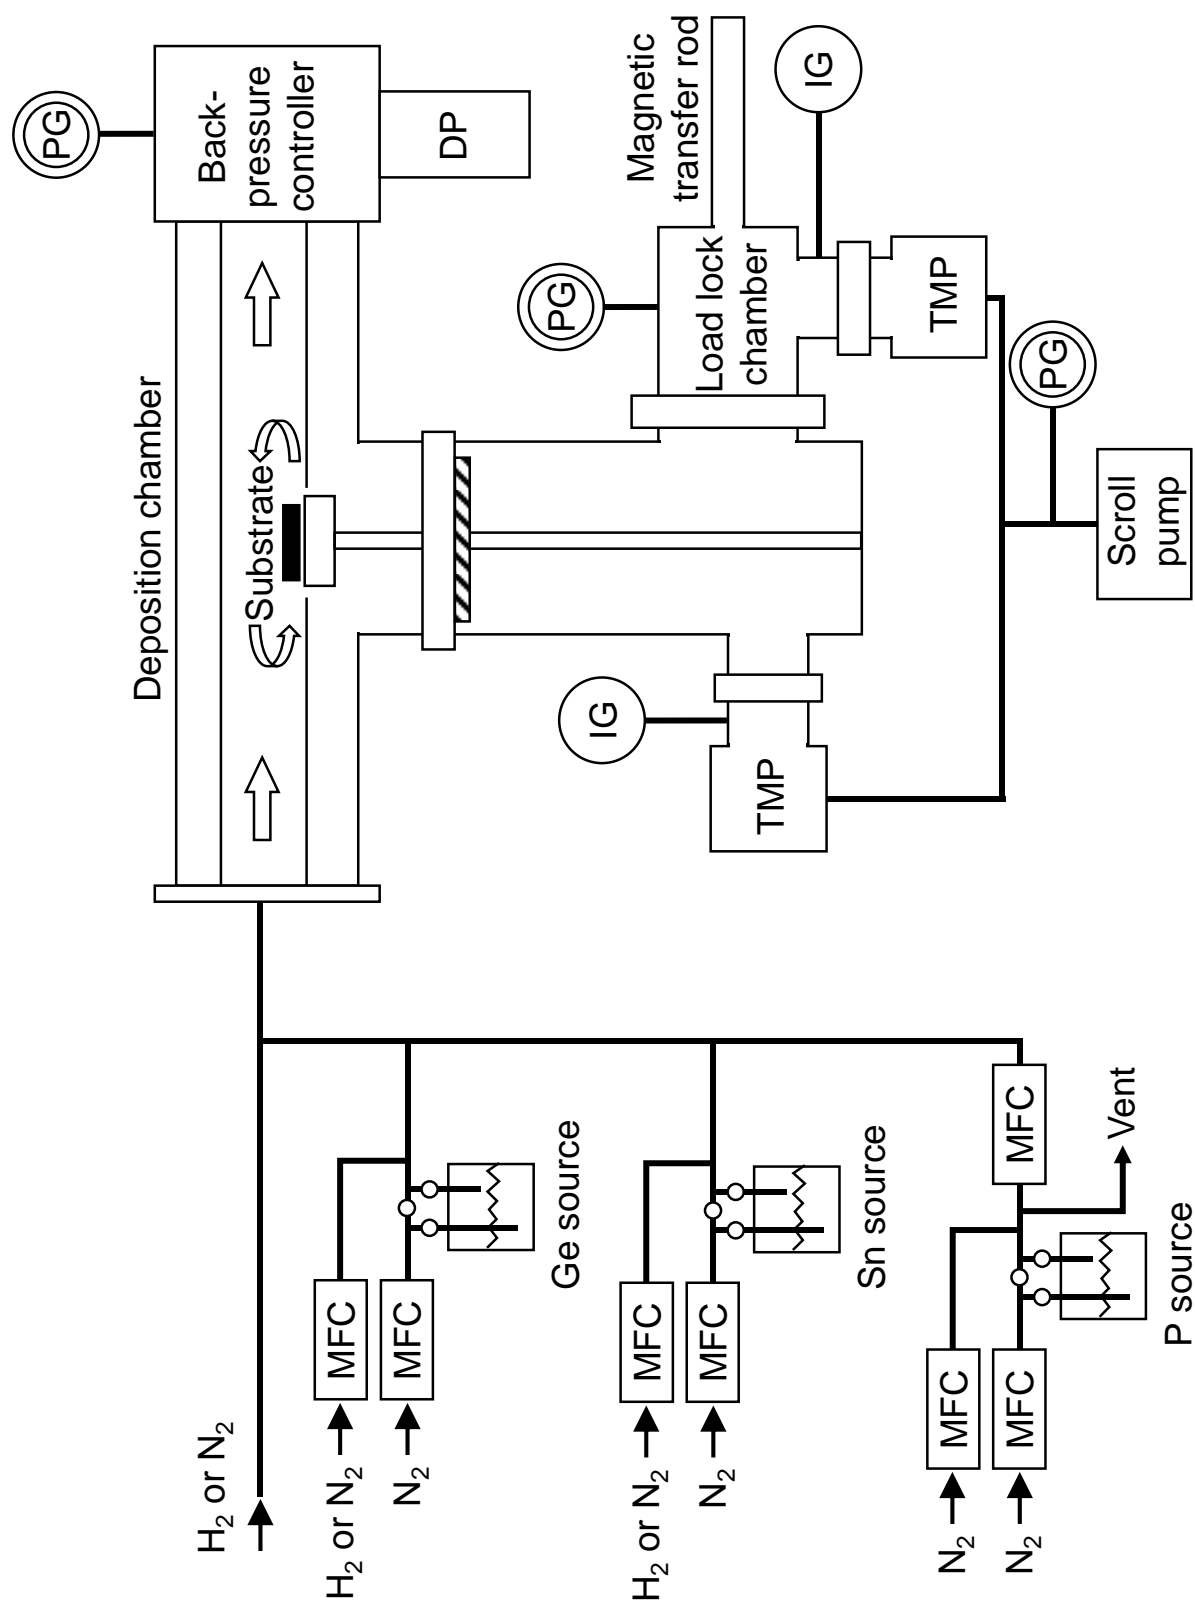 H2 or N2
H2 or N2
N2
MFC
MFC
Ge source
H2 or N2
N2
MFC
MFC
Sn source
N2
N2
MFC
MFC
MFC
P source
Vent
Deposition chamber
Substrate
PG
Back-
pressure
controller
DP
IG
TMP
PG
Load lock
chamber
Magnetic
transfer rod
IG
TMP
PG
Scroll
pump